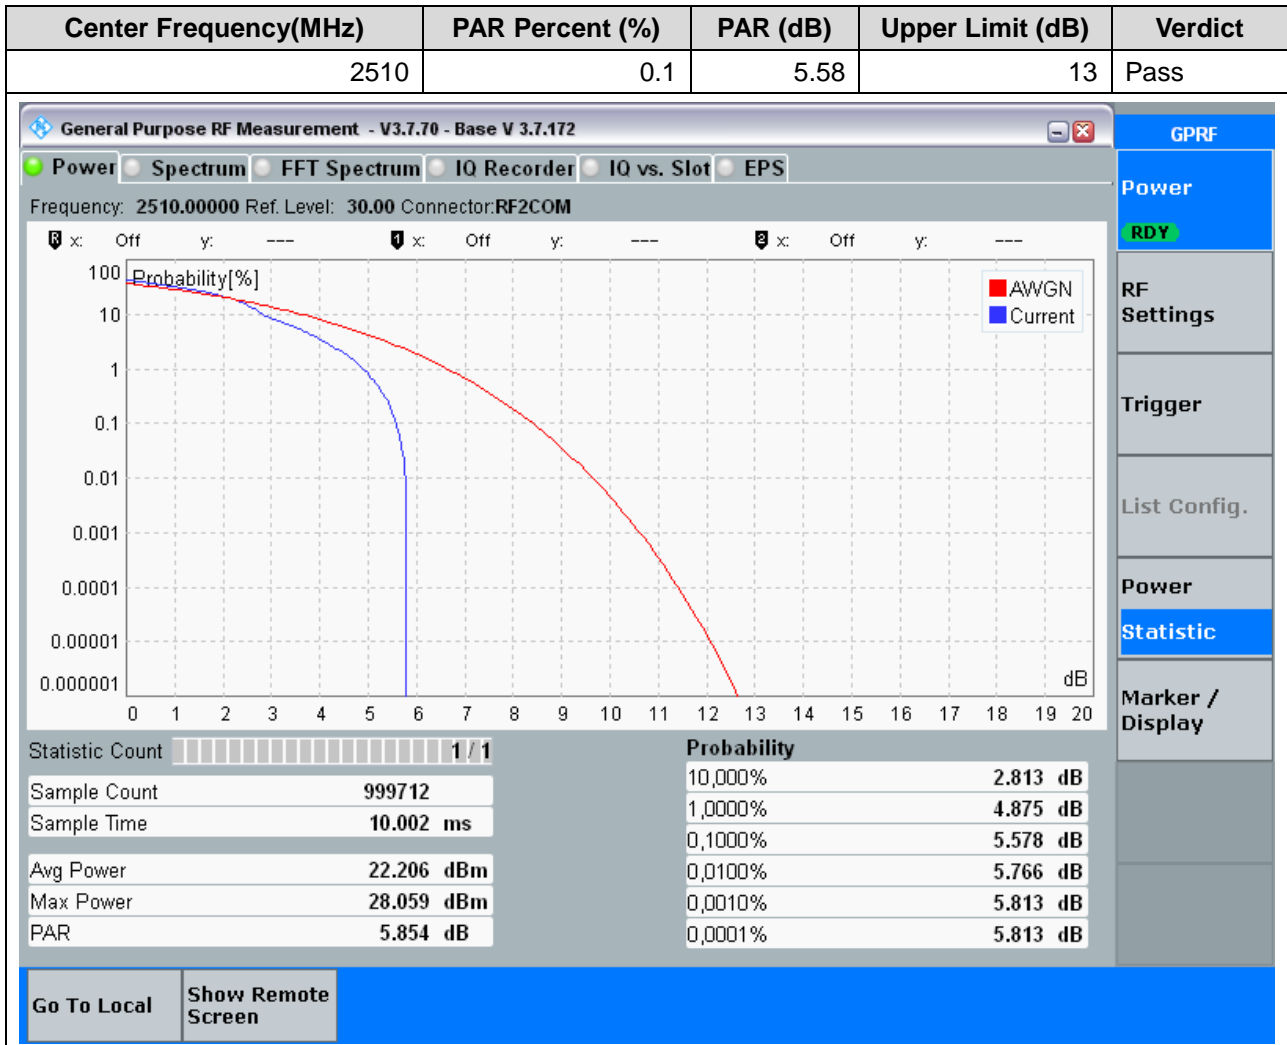 Center Frequency(MHz) PAR Percent (%) PAR (dB) Upper Limit (dB) Verdict
2510 0.1 5.58 13 Pass
General Purpose RF Measurement - V3.7.70 - Base V 3.7.172
GPRF
Power Spectrum FFT Spectrum IQ Recorder IQ vs. Slot EPS
Frequency: 2510.00000 Ref. Level: 30.00 Connector:RF2COM
R x: Off y: --- 1 x: Off y: --- 2 x: Off y: ---
Probability[%]
AWGN
Current
100
10
1
0.1
0.01
0.001
0.0001
0.00001
0.000001
dB
0 1 2 3 4 5 6 7 8 9 10 11 12 13 14 15 16 17 18 19 20
Statistic Count 1 / 1
Sample Count 999712
Sample Time 10.002 ms
Avg Power 22.206 dBm
Max Power 28.059 dBm
PAR 5.854 dB
Probability
10,000% 2.813 dB
1,0000% 4.875 dB
0,1000% 5.578 dB
0,0100% 5.766 dB
0,0010% 5.813 dB
0,0001% 5.813 dB
Power
RDY
RF
Settings
Trigger
List Config.
Power
Statistic
Marker /
Display
Go To Local
Show Remote
Screen